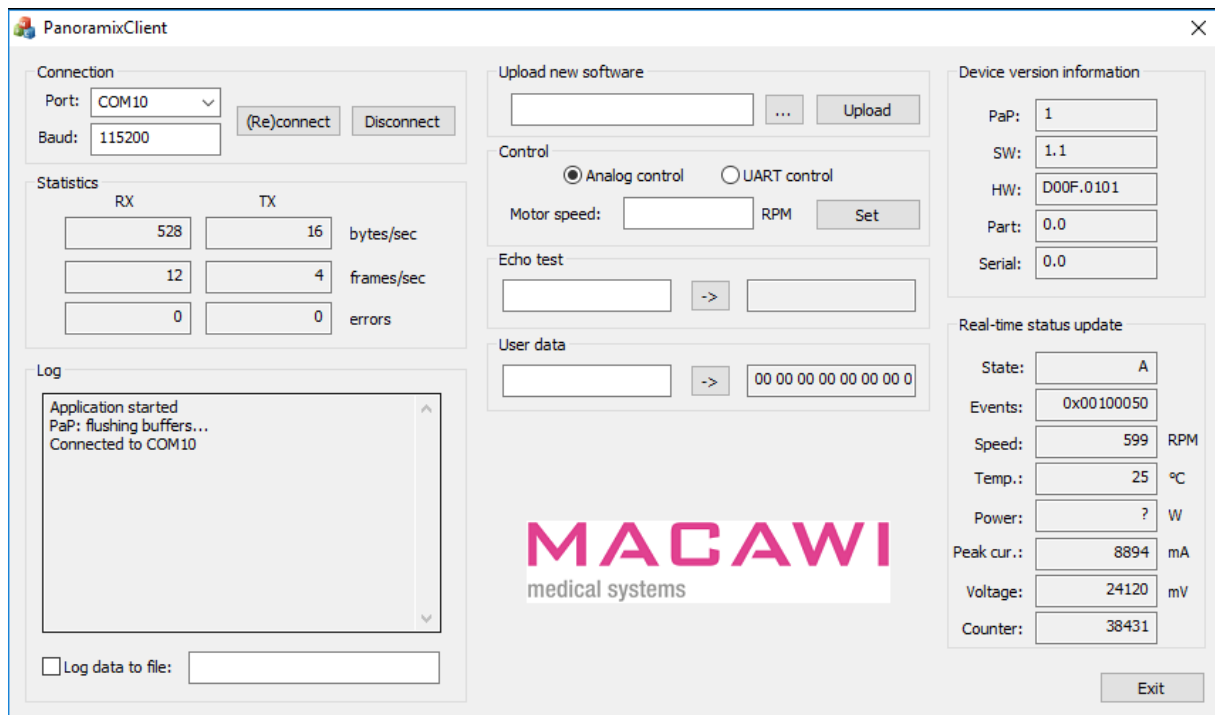 PanoramixClient
Connection
Port: COM10
Baud: 115200
(Re)connect Disconnect
Statistics
RX TX
528 16 bytes/sec
12 4 frames/sec
0 0 errors
Log
Application started
PaP: flushing buffers...
Connected to COM10
Log data to file:
Upload new software
... Upload
Control
Analog control UART control
Motor speed: RPM Set
Echo test
->
User data
-> 00 00 00 00 00 00 00 0
MACAWI
medical systems
Device version information
PaP: 1
SW: 1.1
HW: D00F.0101
Part: 0.0
Serial: 0.0
Real-time status update
State: A
Events: 0x00100050
Speed: 599 RPM
Temp.: 25 ºC
Power: ? W
Peak cur.: 8894 mA
Voltage: 24120 mV
Counter: 38431
Exit